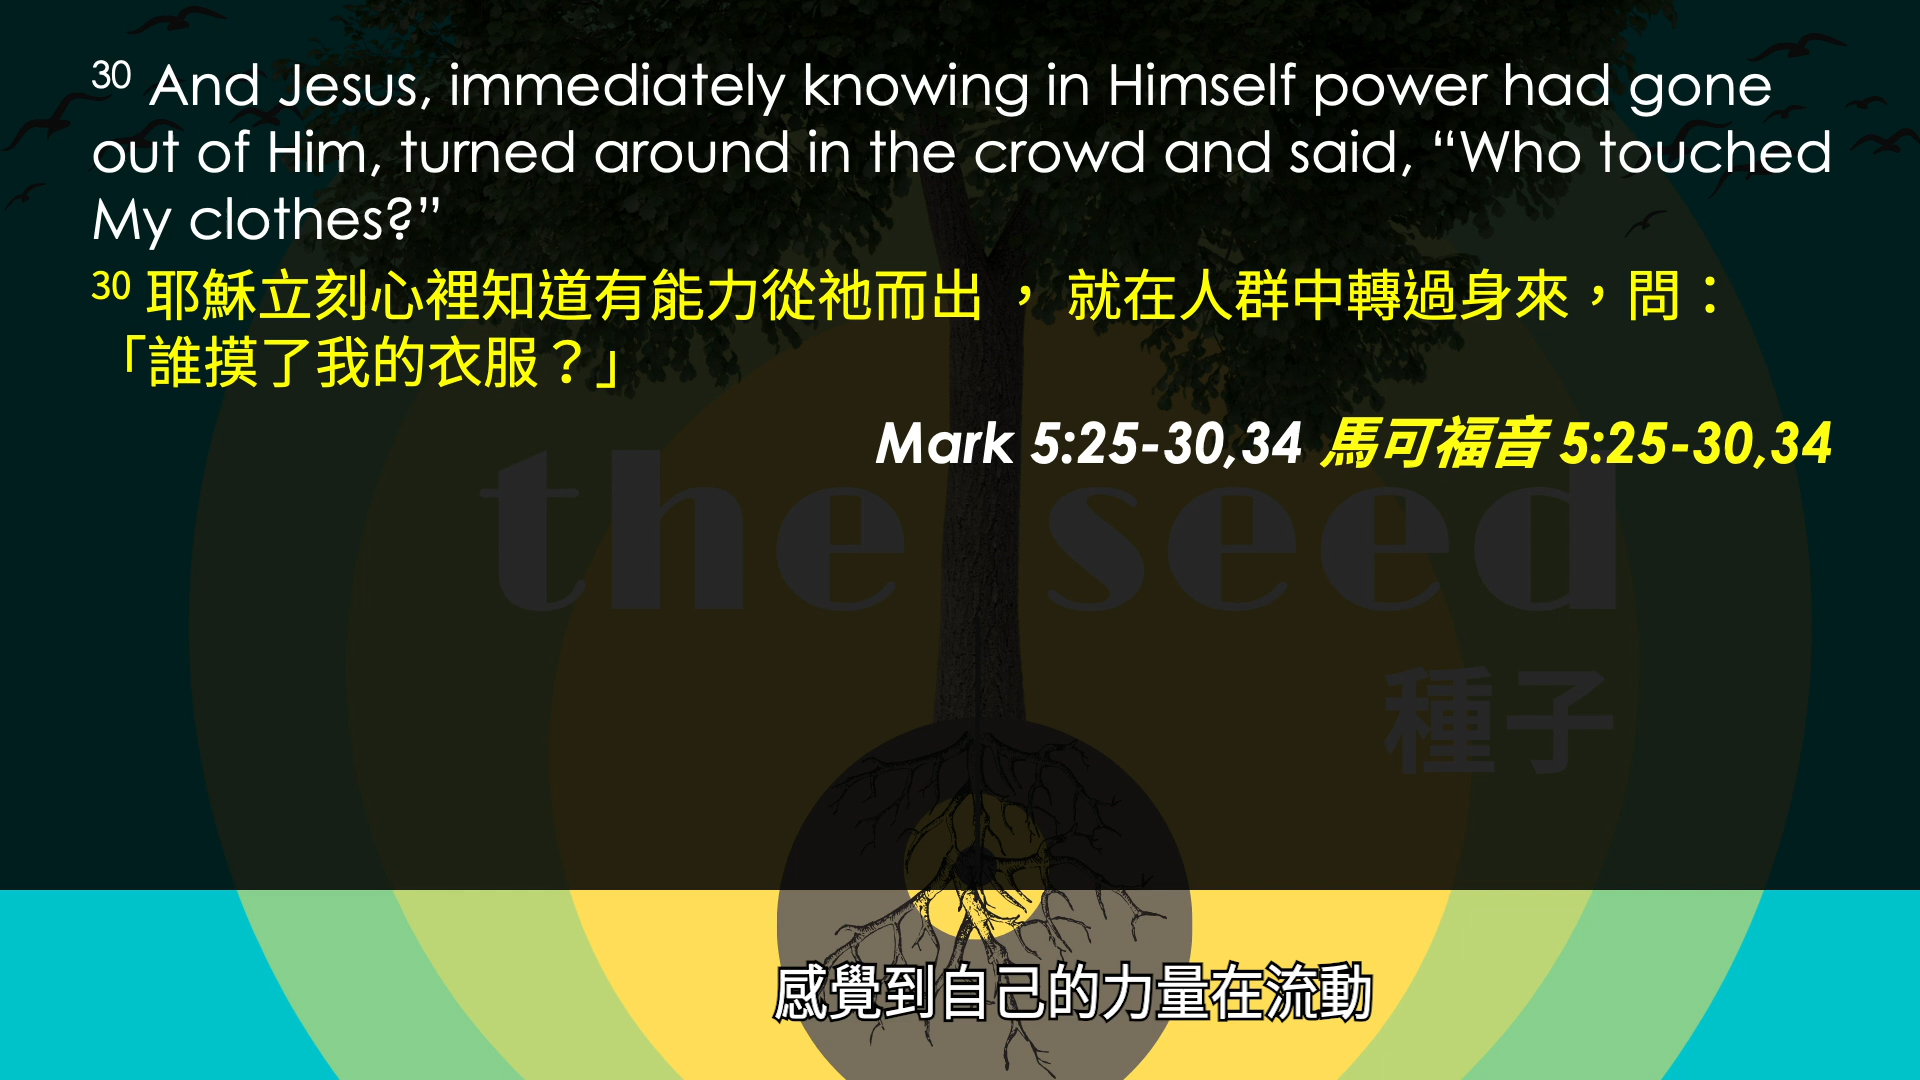 30 And Jesus, immediately knowing in Himself power had gone
out of Him, turned around in the crowd and said, “Who touched
My clothes?”
30 耶穌立刻心裡知道有能力從祂而出 ， 就在人群中轉過身來，問：
「誰摸了我的衣服？」
Mark 5:25-30,34 馬可福音 5:25-30,34
the seed
種子
感覺到自己的力量在流動